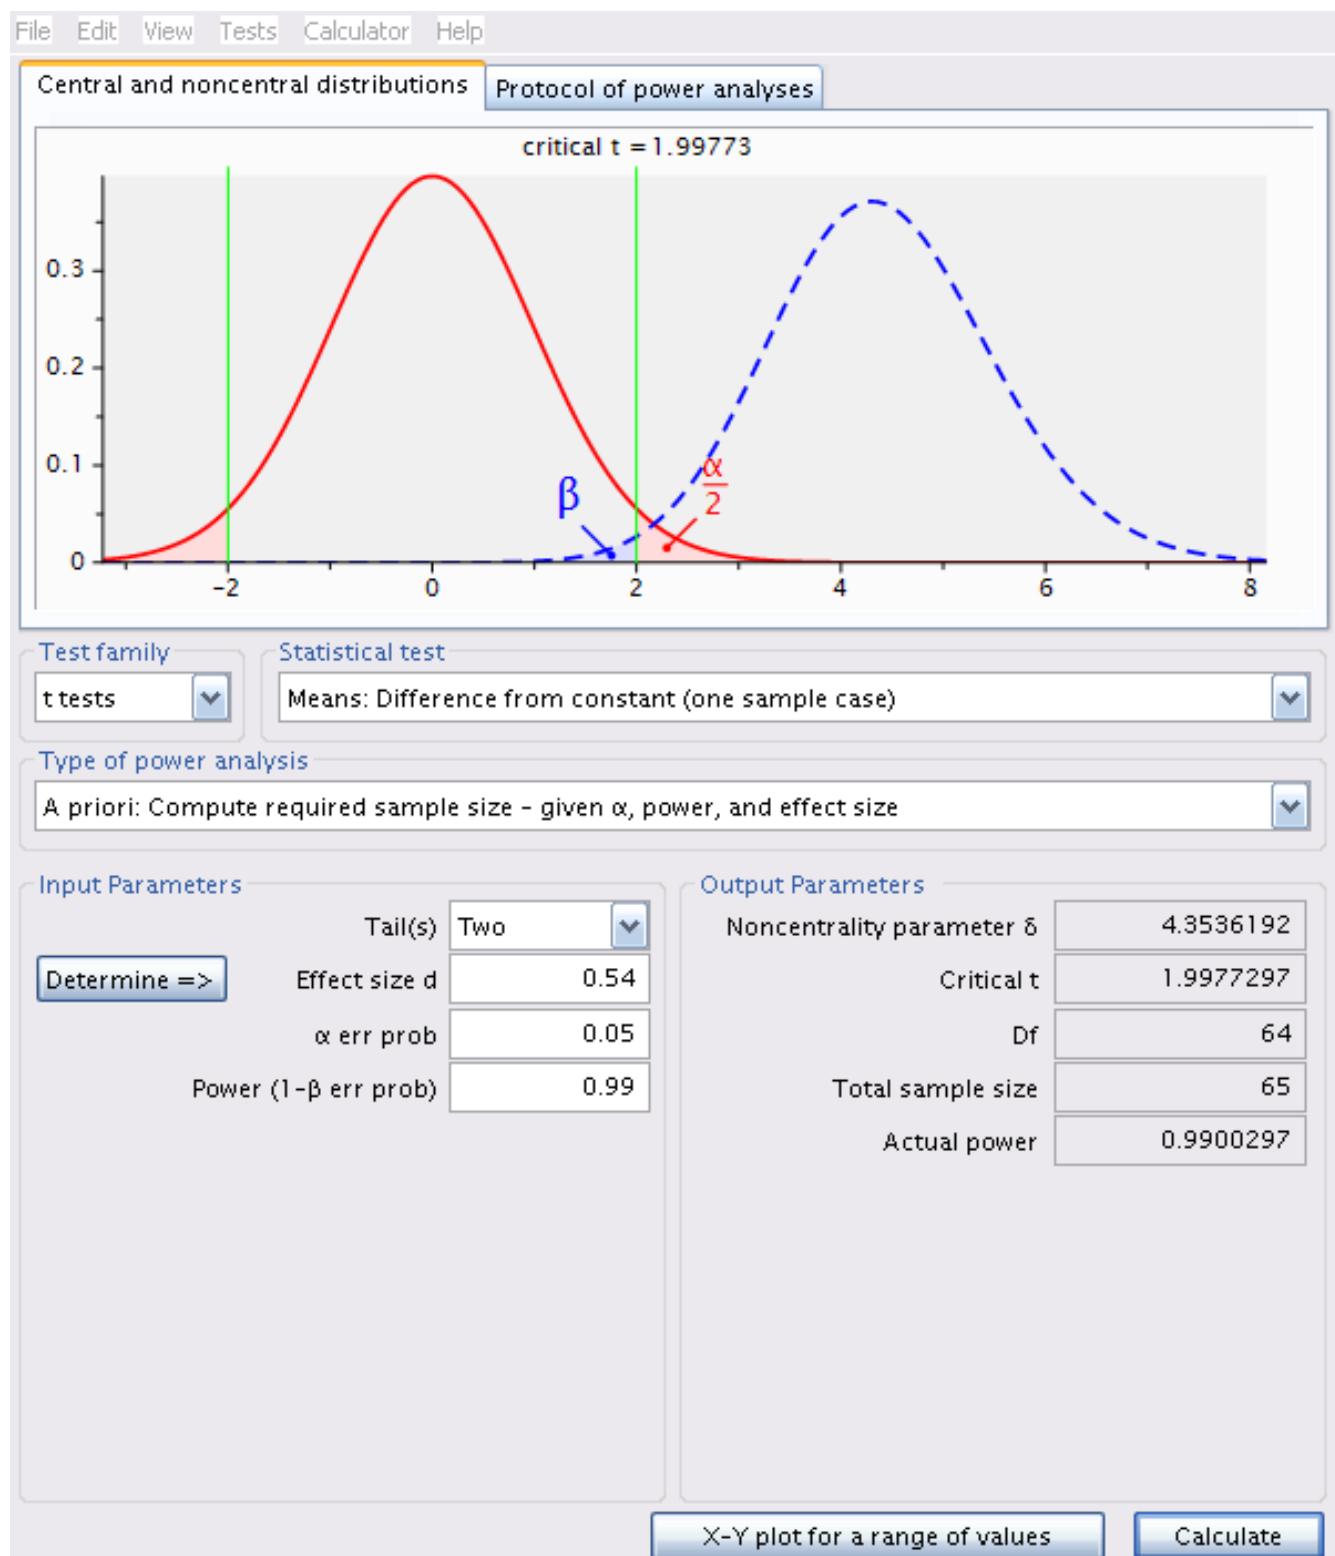 File Edit View Tests Calculator Help
Central and noncentral distributions Protocol of power analyses
critical t = 1.99773
0.3
0.2
0.1
0
β
α
2
-2 0 2 4 6 8
Test family Statistical test
t tests Means: Difference from constant (one sample case)
Type of power analysis
A priori: Compute required sample size – given α, power, and effect size
Input Parameters Output Parameters
Tail(s) Two Noncentrality parameter δ 4.3536192
Determine => Effect size d 0.54 Critical t 1.9977297
α err prob 0.05 Df 64
Power (1-β err prob) 0.99 Total sample size 65
Actual power 0.9900297
X-Y plot for a range of values Calculate